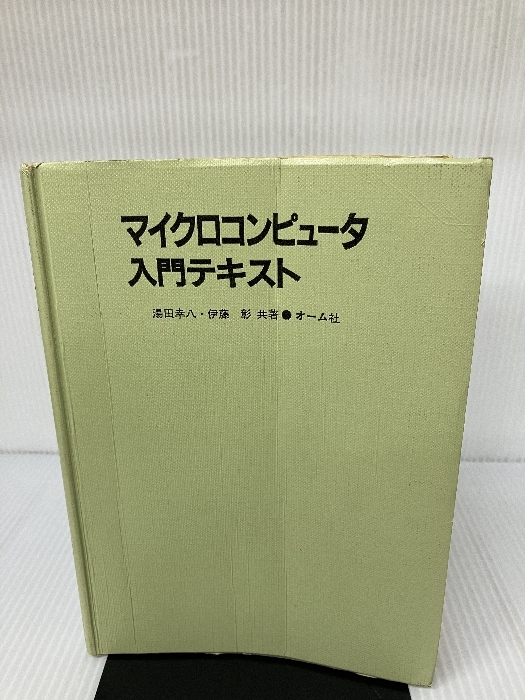 マイクロコンピュータ
入門テキスト
湯田幸八・伊藤 彰 共著●オーム社